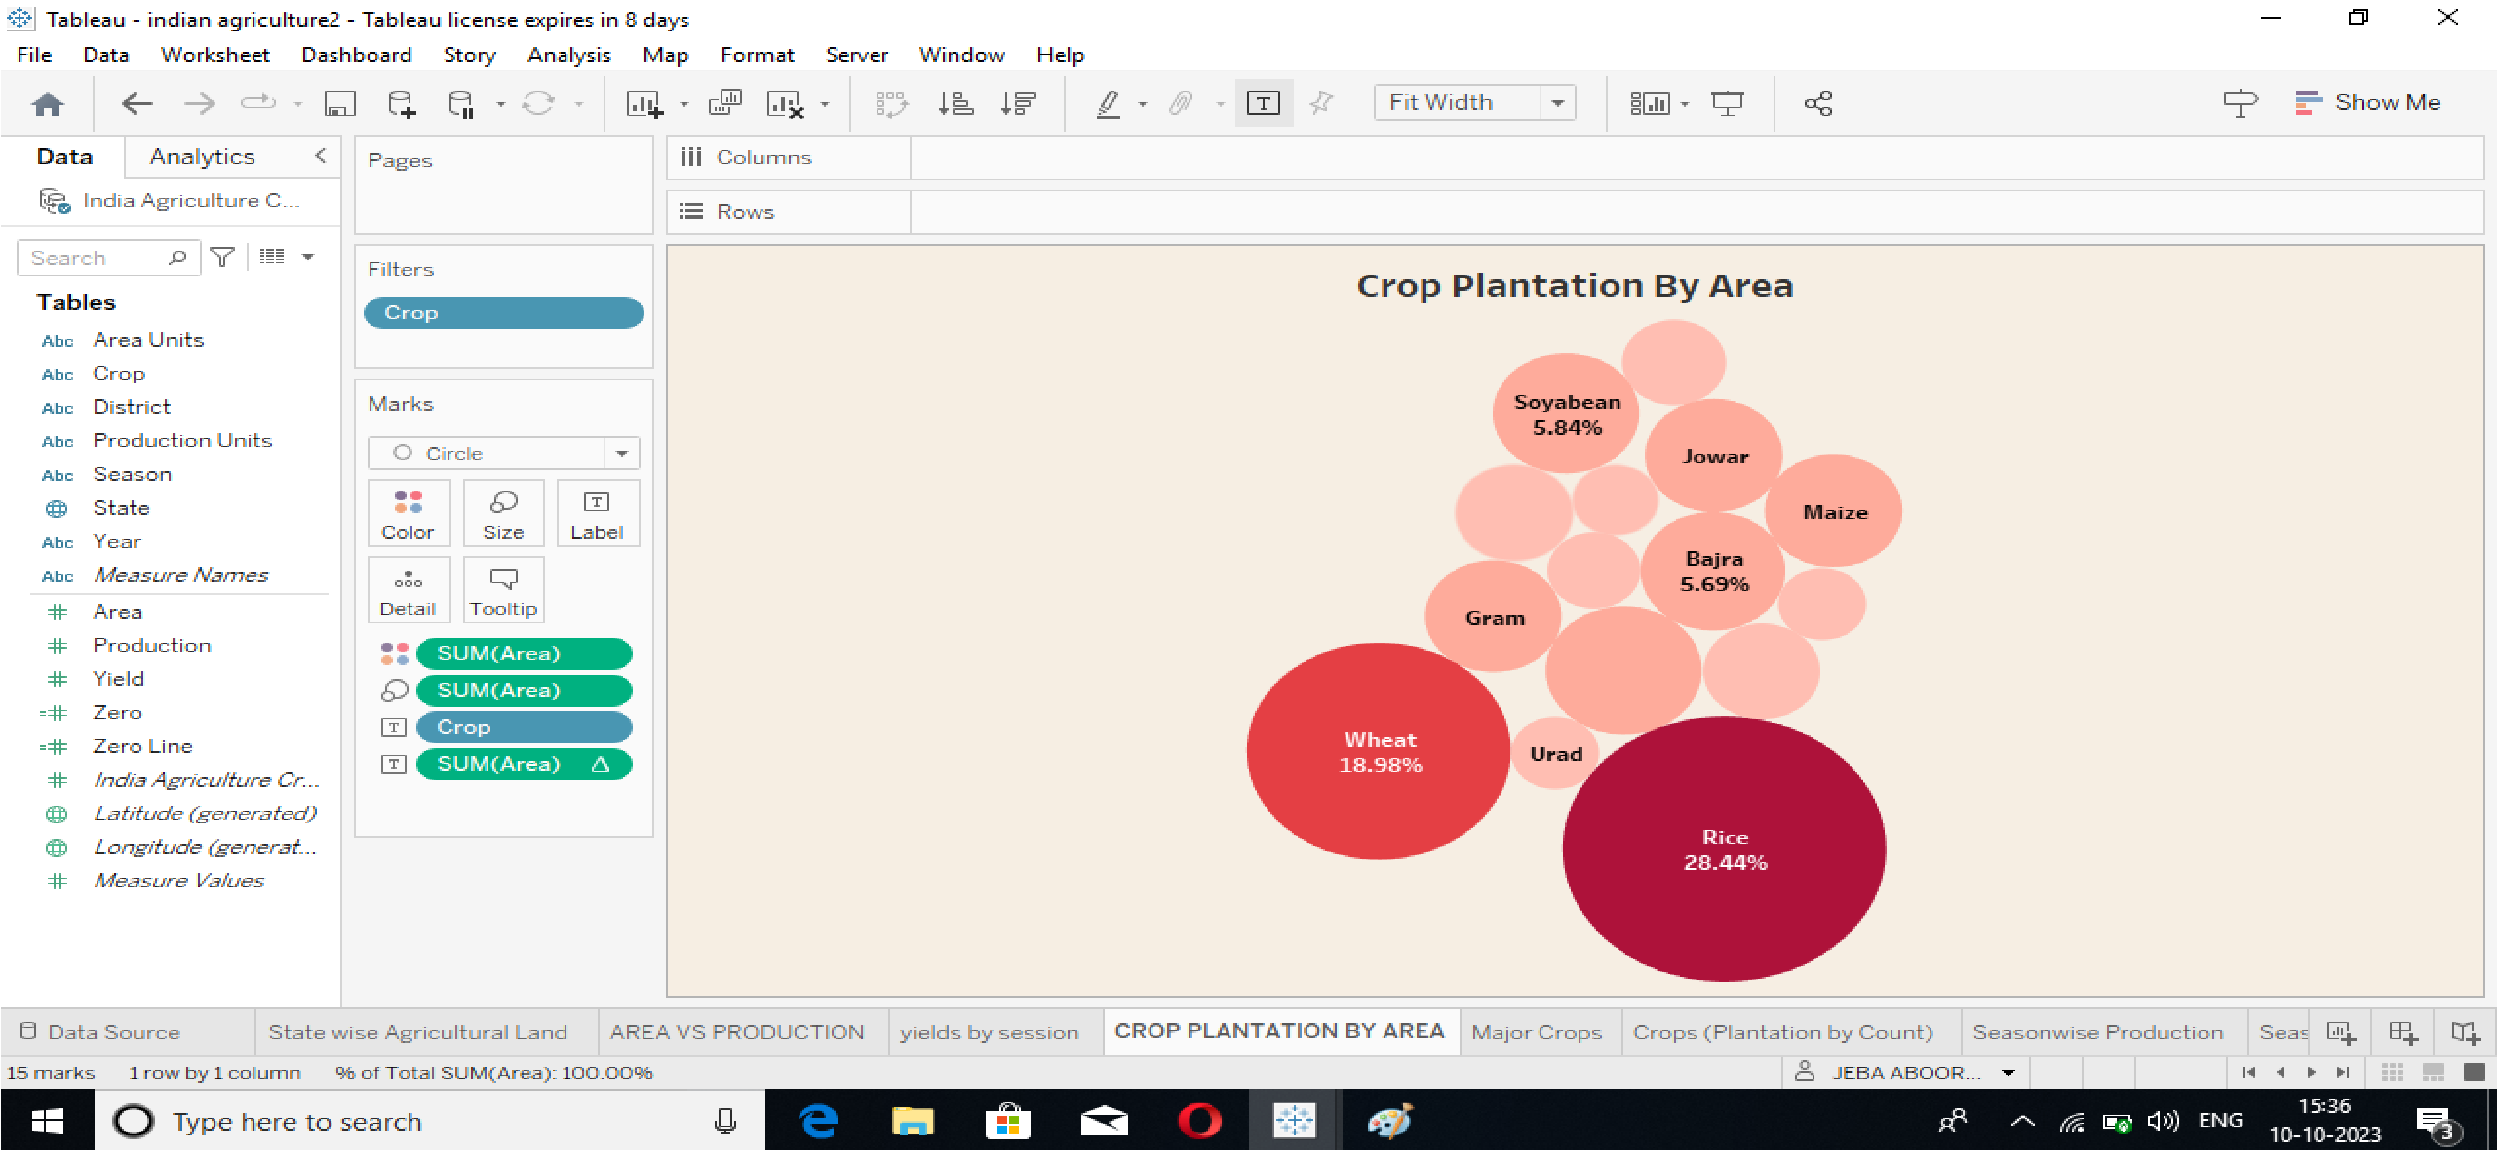 Tableau - indian agriculture2 - Tableau license expires in 8 days
File Data Worksheet Dashboard Story Analysis Map Format Server Window Help
Fit Width
Show Me
Data Analytics
India Agriculture C...
Search
Tables
Abc Area Units
Abc Crop
Abc District
Abc Production Units
Abc Season
State
Abc Year
Abc Measure Names
# Area
# Production
# Yield
=# Zero
=# Zero Line
# India Agriculture Cr...
Latitude (generated)
Longitude (generat...
# Measure Values
Pages
Filters
Crop
Marks
Circle
Color Size T Label
Detail Tooltip
SUM(Area)
SUM(Area)
T Crop
T SUM(Area) △
Columns
Rows
Crop Plantation By Area
Soyabean
5.84%
Jowar
Maize
Bajra
5.69%
Gram
Wheat
18.98%
Urad
Rice
28.44%
Data Source State wise Agricultural Land AREA VS PRODUCTION yields by session CROP PLANTATION BY AREA Major Crops Crops (Plantation by Count) Seasonwise Production Seas
15 marks 1 row by 1 column % of Total SUM(Area): 100.00% JEBA ABOOR...
Type here to search
ENG
15:36
10-10-2023
3